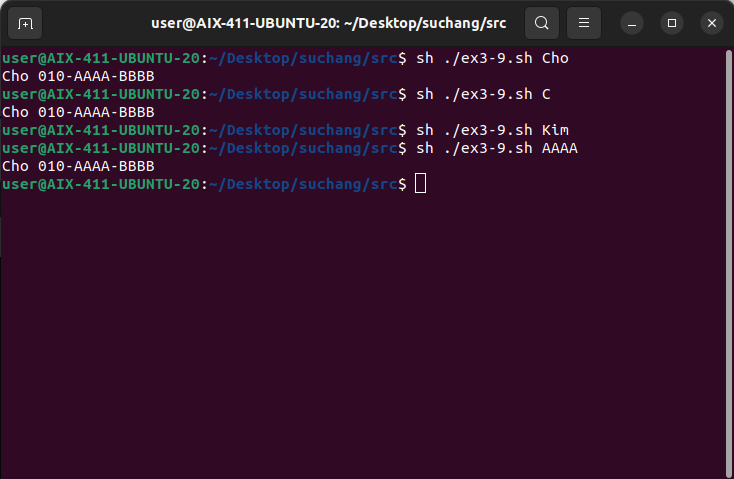 user@AIX-411-UBUNTU-20: ~/Desktop/suchang/src
user@AIX-411-UBUNTU-20:~/Desktop/suchang/src$ sh ./ex3-9.sh Cho
Cho 010-AAAA-BBBB
user@AIX-411-UBUNTU-20:~/Desktop/suchang/src$ sh ./ex3-9.sh C
Cho 010-AAAA-BBBB
user@AIX-411-UBUNTU-20:~/Desktop/suchang/src$ sh ./ex3-9.sh Kim
user@AIX-411-UBUNTU-20:~/Desktop/suchang/src$ sh ./ex3-9.sh AAAA
Cho 010-AAAA-BBBB
user@AIX-411-UBUNTU-20:~/Desktop/suchang/src$